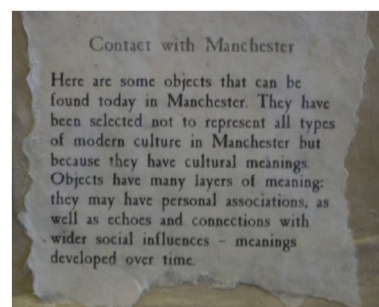 Contact with Manchester
Here are some objects that can be
found today in Manchester. They have
been selected not to represent all types
of modern culture in Manchester but
because they have cultural meanings.
Objects have many layers of meaning:
they may have personal associations, as
well as echoes and connections with
wider social influences – meanings
developed over time.